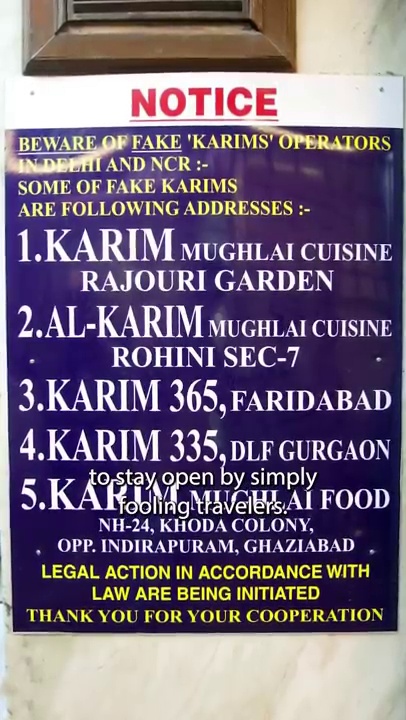 NOTICE
BEWARE OF FAKE 'KARIMS' OPERATORS
IN DELHI AND NCR :-
SOME OF FAKE KARIMS
ARE FOLLOWING ADDRESSES :-
1.KARIM MUGHLAI CUISINE
RAJOURI GARDEN
2.AL-KARIM MUGHLAI CUISINE
ROHINI SEC-7
3.KARIM 365, FARIDABAD
4.KARIM 335, DLF GURGAON
to stay open by simply
5.KARIM MUGHLAI FOOD
fooling travelers.
NH-24, KHODA COLONY,
OPP. INDIRAPURAM, GHAZIABAD
LEGAL ACTION IN ACCORDANCE WITH
LAW ARE BEING INITIATED
THANK YOU FOR YOUR COOPERATION